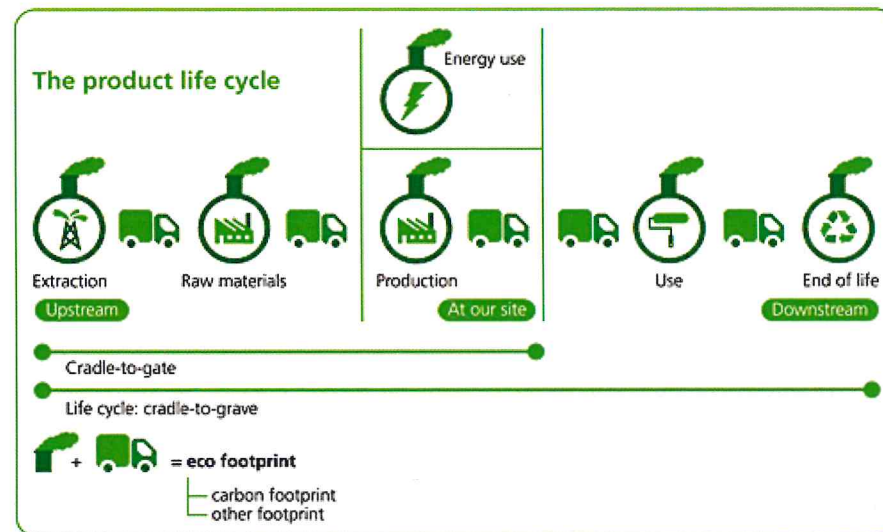 The product life cycle
Energy use
Extraction
Raw materials
Production
Use
End of life
Upstream
At our site
Downstream
Cradle-to-gate
Life cycle: cradle-to-grave
+ = eco footprint
carbon footprint
other footprint